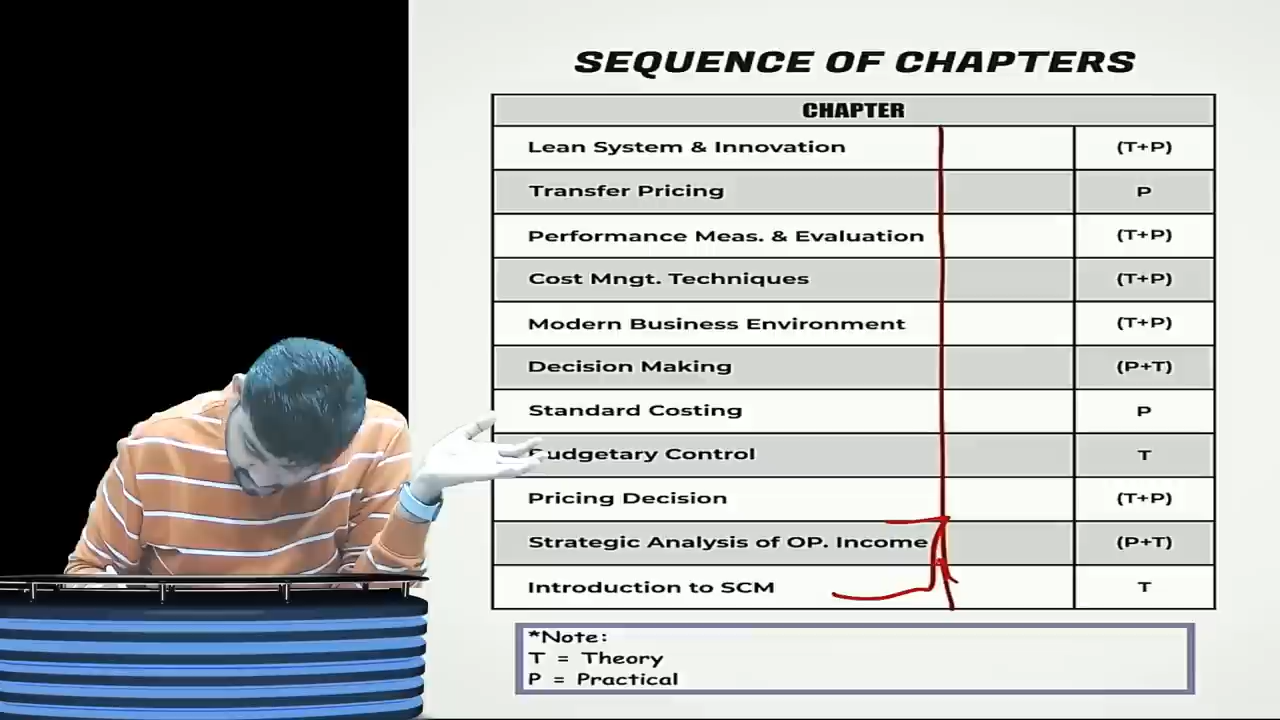 SEQUENCE OF CHAPTERS
CHAPTER
Lean System & Innovation (T+P)
Transfer Pricing P
Performance Meas. & Evaluation (T+P)
Cost Mngt. Techniques (T+P)
Modern Business Environment (T+P)
Decision Making (P+T)
Standard Costing P
Budgetary Control T
Pricing Decision (T+P)
Strategic Analysis of OP. Income (P+T)
Introduction to SCM T
*Note:
T = Theory
P = Practical